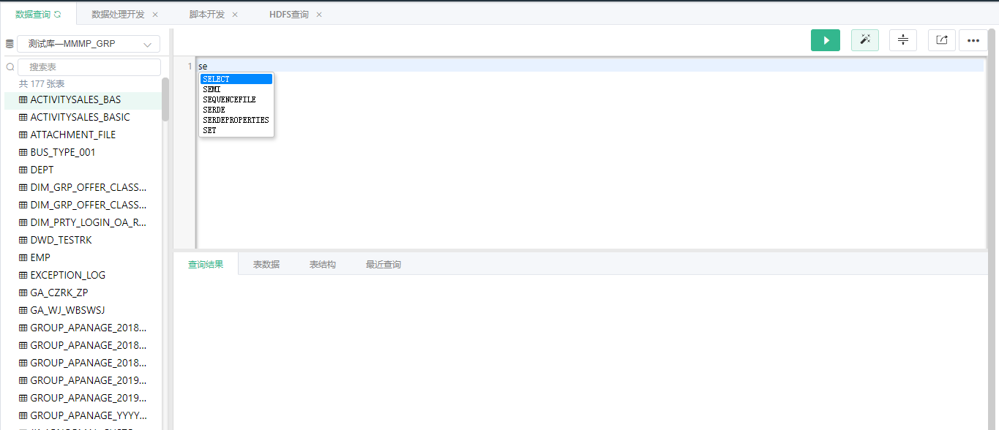 数据查询 数据处理开发 × 脚本开发 × HDFS查询 ×
测试库—MMMP_GRP
搜索表
共 177 张表
ACTIVITYSALES_BAS
ACTIVITYSALES_BASIC
ATTACHMENT_FILE
BUS_TYPE_001
DEPT
DIM_GRP_OFFER_CLASS...
DIM_GRP_OFFER_CLASS...
DIM_PRTY_LOGIN_OA_R...
DWD_TESTRK
EMP
EXCEPTION_LOG
GA_CZRK_ZP
GA_WJ_WBSWSJ
GROUP_APANAGE_2018...
GROUP_APANAGE_2018...
GROUP_APANAGE_2018...
GROUP_APANAGE_2019...
GROUP_APANAGE_2019...
GROUP_APANAGE_YYYY...
1 se
SELECT
SEMI
SEQUENCEFILE
SERDE
SERDEPROPERTIES
SET
查询结果 表数据 表结构 最近查询